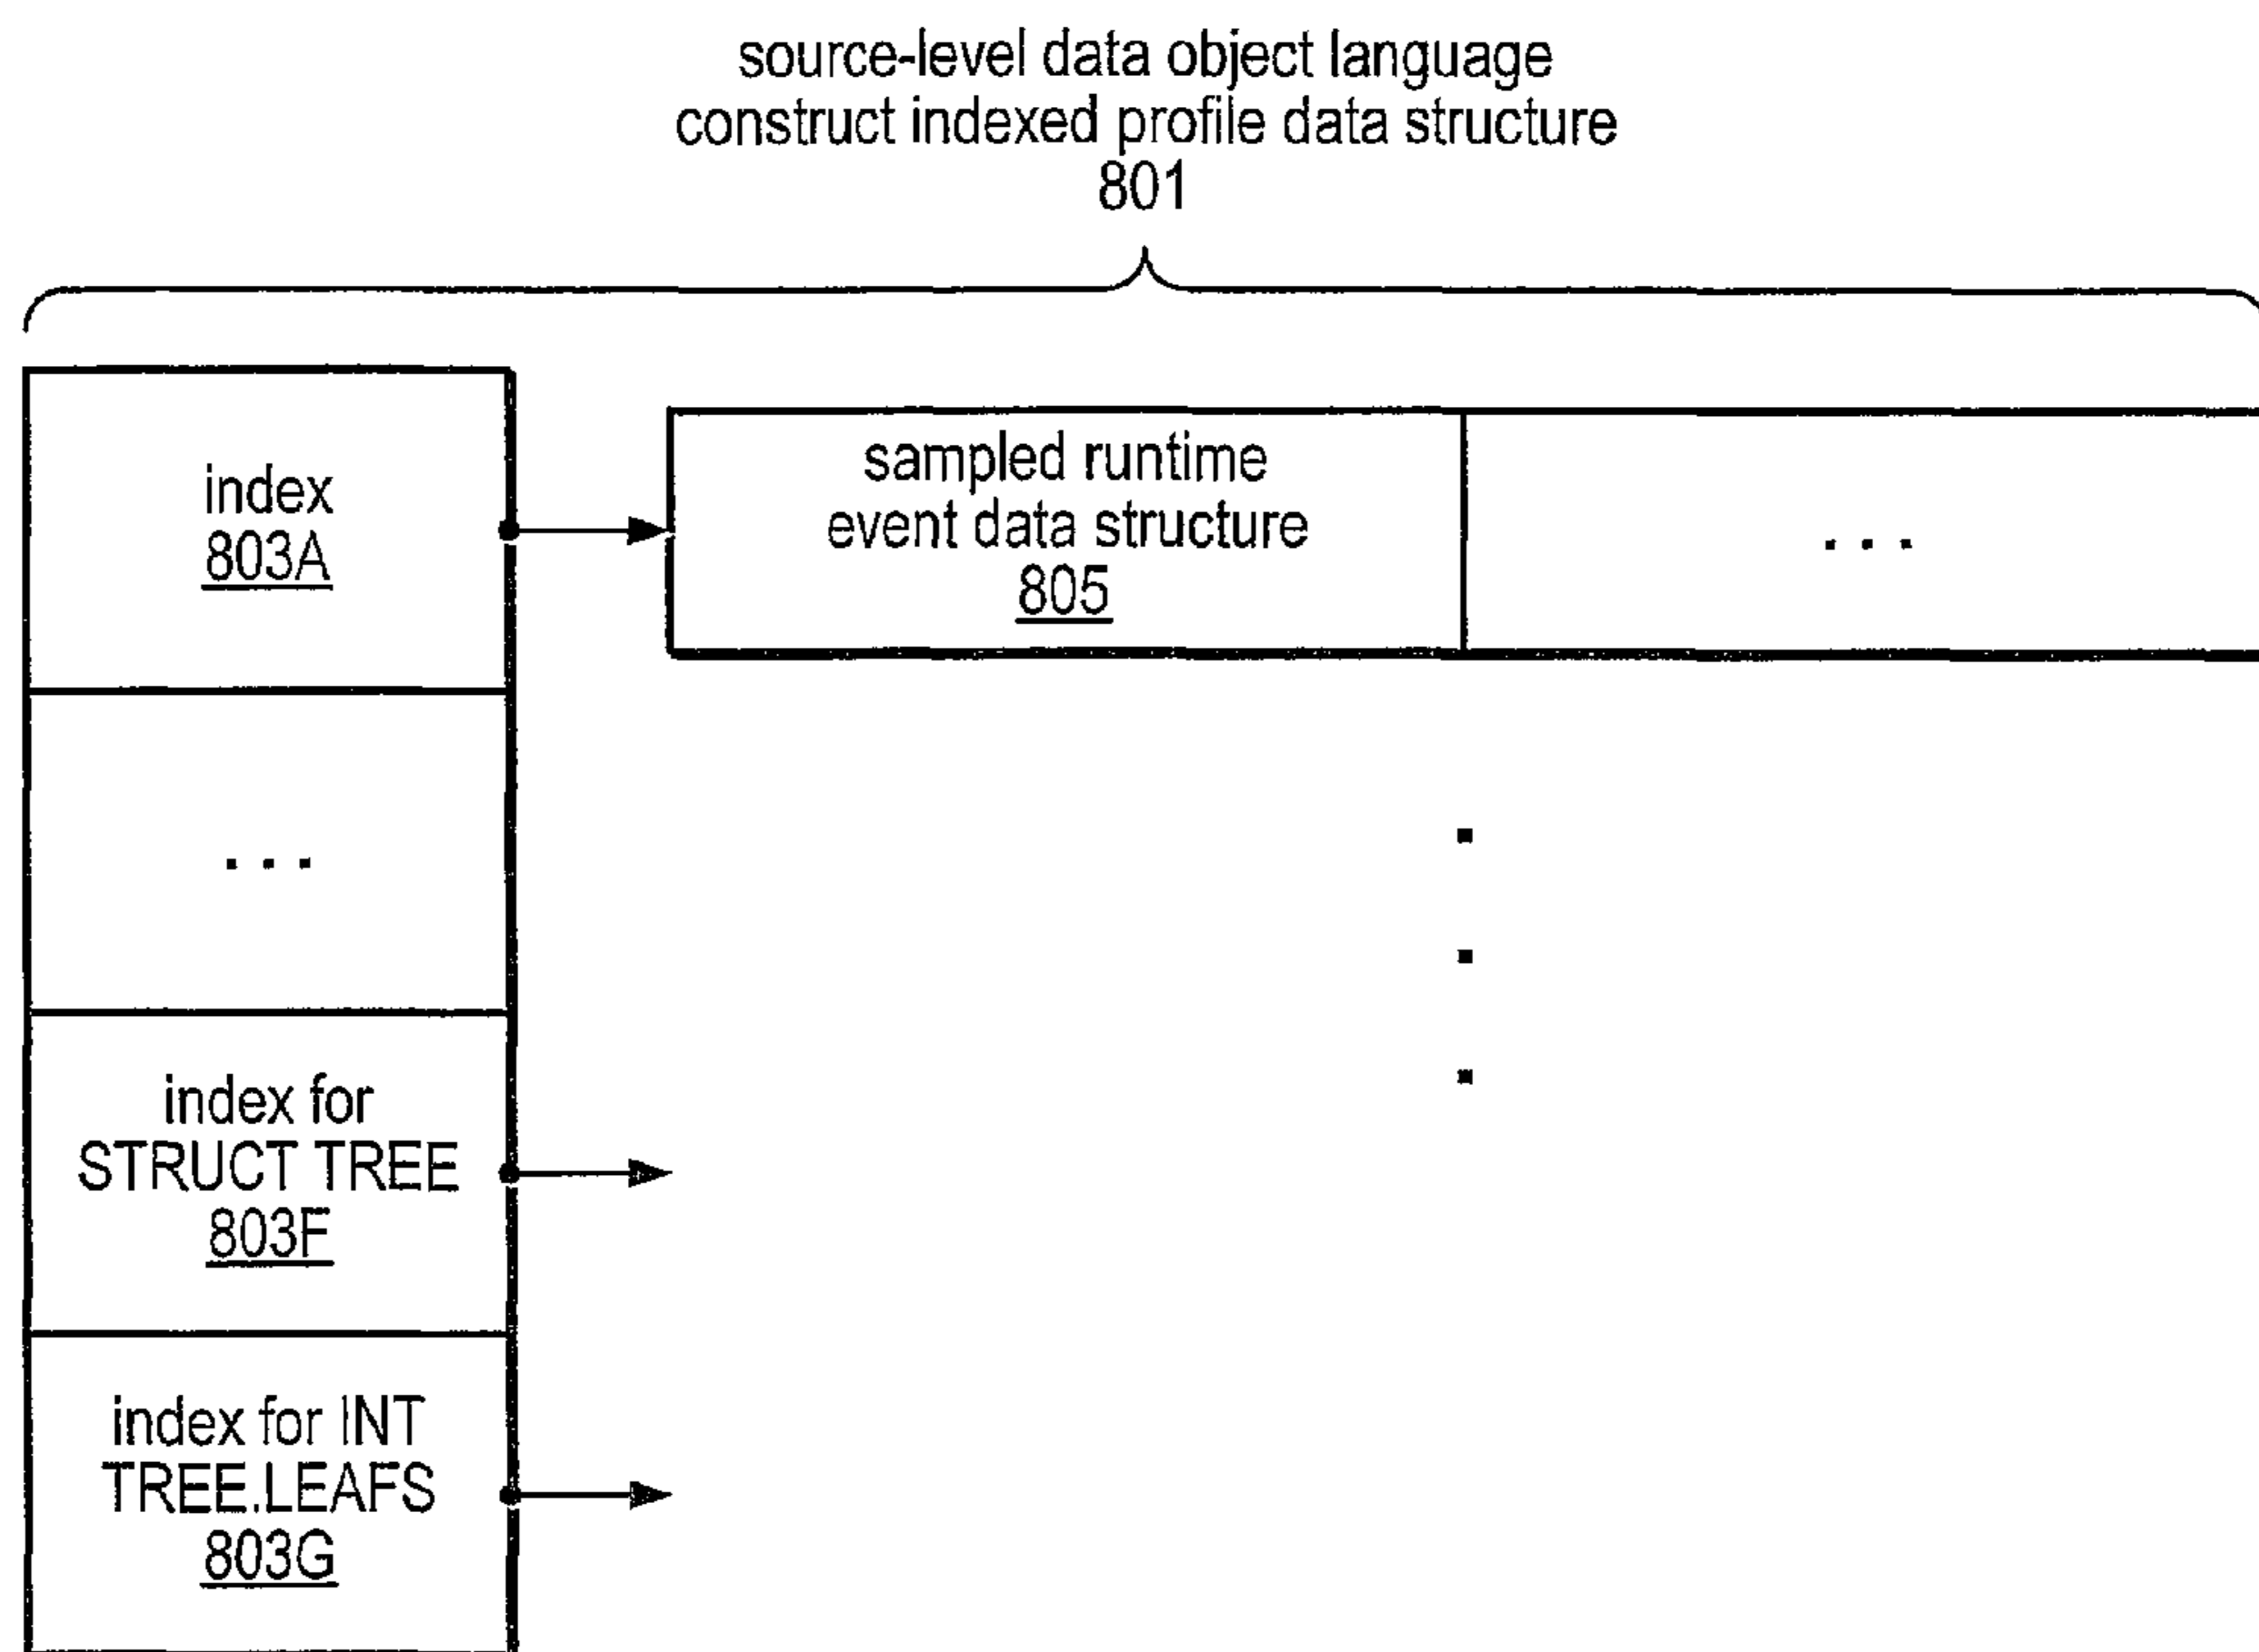 source-level data object language
construct indexed profile data structure
801
index
803A
sampled runtime
event data structure
805
. . .
. . .
index for
STRUCT TREE
803F
index for INT
TREE.LEAFS
803G